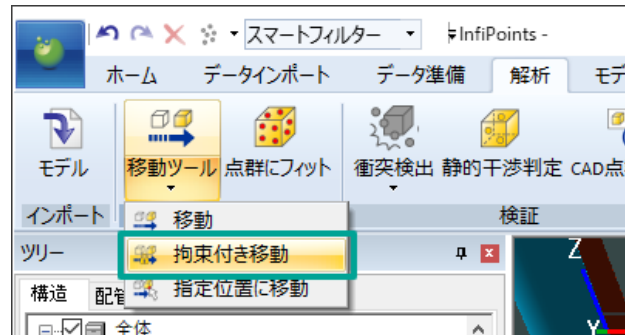 スマートフィルター
InfiPoints -
ホーム データインポート データ準備 解析
モデル 移動ツール 点群にフィット 衝突検出 静的干渉判定 CAD点
インポート 検証
移動
ツリー
拘束付き移動
構造
指定位置に移動
全体
Z
Y